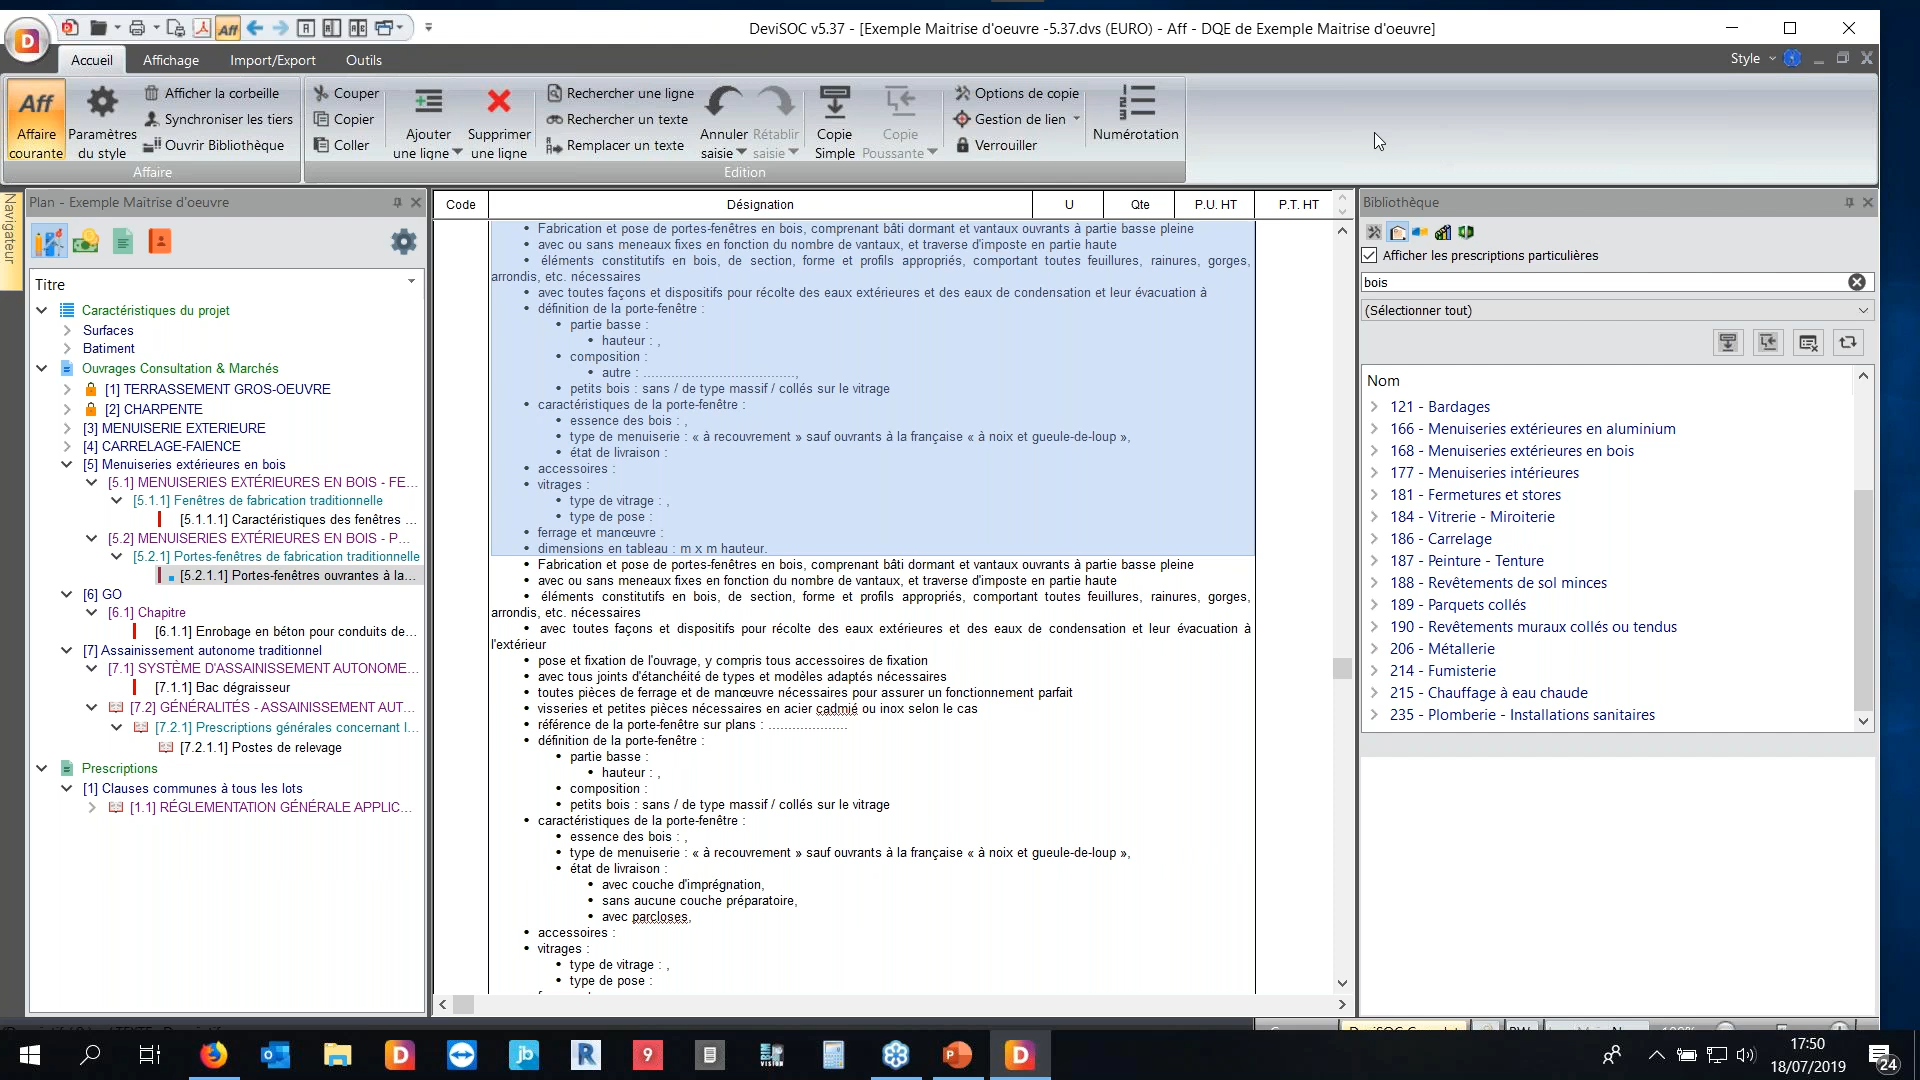 DeviSOC v5.37 - [Exemple Maitrise d'oeuvre -5.37.dvs (EURO) - Aff - DQE de Exemple Maitrise d'oeuvre]
Aff
Accueil Affichage Import/Export Outils
Style
Aff
Affaire courante
Paramètres du style
Afficher la corbeille
Synchroniser les tiers
Ouvrir Bibliothèque
Affaire
Couper
Copier
Coller
Ajouter une ligne
Supprimer une ligne
Rechercher une ligne
Rechercher un texte
Remplacer un texte
Annuler saisie
Rétablir saisie
Copie Simple
Copie Poussante
Options de copie
Gestion de lien
Verrouiller
Numérotation
Edition
Navigateur
Plan - Exemple Maitrise d'oeuvre
Titre
Caractéristiques du projet
Surfaces
Batiment
Ouvrages Consultation & Marchés
[1] TERRASSEMENT GROS-OEUVRE
[2] CHARPENTE
[3] MENUISERIE EXTERIEURE
[4] CARRELAGE-FAIENCE
[5] Menuiseries extérieures en bois
[5.1] MENUISERIES EXTÉRIEURES EN BOIS - FE...
[5.1.1] Fenêtres de fabrication traditionnelle
[5.1.1.1] Caractéristiques des fenêtres ...
[5.2] MENUISERIES EXTÉRIEURES EN BOIS - P...
[5.2.1] Portes-fenêtres de fabrication traditionnelle
[5.2.1.1] Portes-fenêtres ouvrantes à la...
[6] GO
[6.1] Chapitre
[6.1.1] Enrobage en béton pour conduits de...
[7] Assainissement autonome traditionnel
[7.1] SYSTÈME D'ASSAINISSEMENT AUTONOME...
[7.1.1] Bac dégraisseur
[7.2] GÉNÉRALITÉS - ASSAINISSEMENT AUT...
[7.2.1] Prescriptions générales concernant l...
[7.2.1.1] Postes de relevage
Prescriptions
[1] Clauses communes à tous les lots
[1.1] RÉGLEMENTATION GÉNÉRALE APPLIC...
Code Désignation U Qte P.U. HT P.T. HT
• Fabrication et pose de portes-fenêtres en bois, comprenant bâti dormant et vantaux ouvrants à partie basse pleine
• avec ou sans meneaux fixes en fonction du nombre de vantaux, et traverse d'imposte en partie haute
• éléments constitutifs en bois, de section, forme et profils appropriés, comportant toutes feuillures, rainures, gorges,
arrondis, etc. nécessaires
• avec toutes façons et dispositifs pour récolte des eaux extérieures et des eaux de condensation et leur évacuation à
• définition de la porte-fenêtre :
• partie basse :
• hauteur : ,
• composition :
• autre : ......................................,
• petits bois : sans / de type massif / collés sur le vitrage
• caractéristiques de la porte-fenêtre :
• essence des bois : ,
• type de menuiserie : « à recouvrement » sauf ouvrants à la française « à noix et gueule-de-loup »,
• état de livraison :
• accessoires :
• vitrages :
• type de vitrage : ,
• type de pose :
• ferrage et manœuvre :
• dimensions en tableau : m x m hauteur.
• Fabrication et pose de portes-fenêtres en bois, comprenant bâti dormant et vantaux ouvrants à partie basse pleine
• avec ou sans meneaux fixes en fonction du nombre de vantaux, et traverse d'imposte en partie haute
• éléments constitutifs en bois, de section, forme et profils appropriés, comportant toutes feuillures, rainures, gorges,
arrondis, etc. nécessaires
• avec toutes façons et dispositifs pour récolte des eaux extérieures et des eaux de condensation et leur évacuation à
l'extérieur
• pose et fixation de l'ouvrage, y compris tous accessoires de fixation
• avec tous joints d'étanchéité de types et modèles adaptés nécessaires
• toutes pièces de ferrage et de manœuvre nécessaires pour assurer un fonctionnement parfait
• visseries et petites pièces nécessaires en acier cadmié ou inox selon le cas
• référence de la porte-fenêtre sur plans : ....................
• définition de la porte-fenêtre :
• partie basse :
• hauteur : ,
• composition :
• petits bois : sans / de type massif / collés sur le vitrage
• caractéristiques de la porte-fenêtre :
• essence des bois : ,
• type de menuiserie : « à recouvrement » sauf ouvrants à la française « à noix et gueule-de-loup »,
• état de livraison :
• avec couche d'imprégnation,
• sans aucune couche préparatoire,
• avec parcloses,
• accessoires :
• vitrages :
• type de vitrage : ,
• type de pose :
Bibliothèque
Afficher les prescriptions particulières
bois
(Sélectionner tout)
Nom
121 - Bardages
166 - Menuiseries extérieures en aluminium
168 - Menuiseries extérieures en bois
177 - Menuiseries intérieures
181 - Fermetures et stores
184 - Vitrerie - Miroiterie
186 - Carrelage
187 - Peinture - Tenture
188 - Revêtements de sol minces
189 - Parquets collés
190 - Revêtements muraux collés ou tendus
206 - Métallerie
214 - Fumisterie
215 - Chauffage à eau chaude
235 - Plomberie - Installations sanitaires
17:50
18/07/2019
24